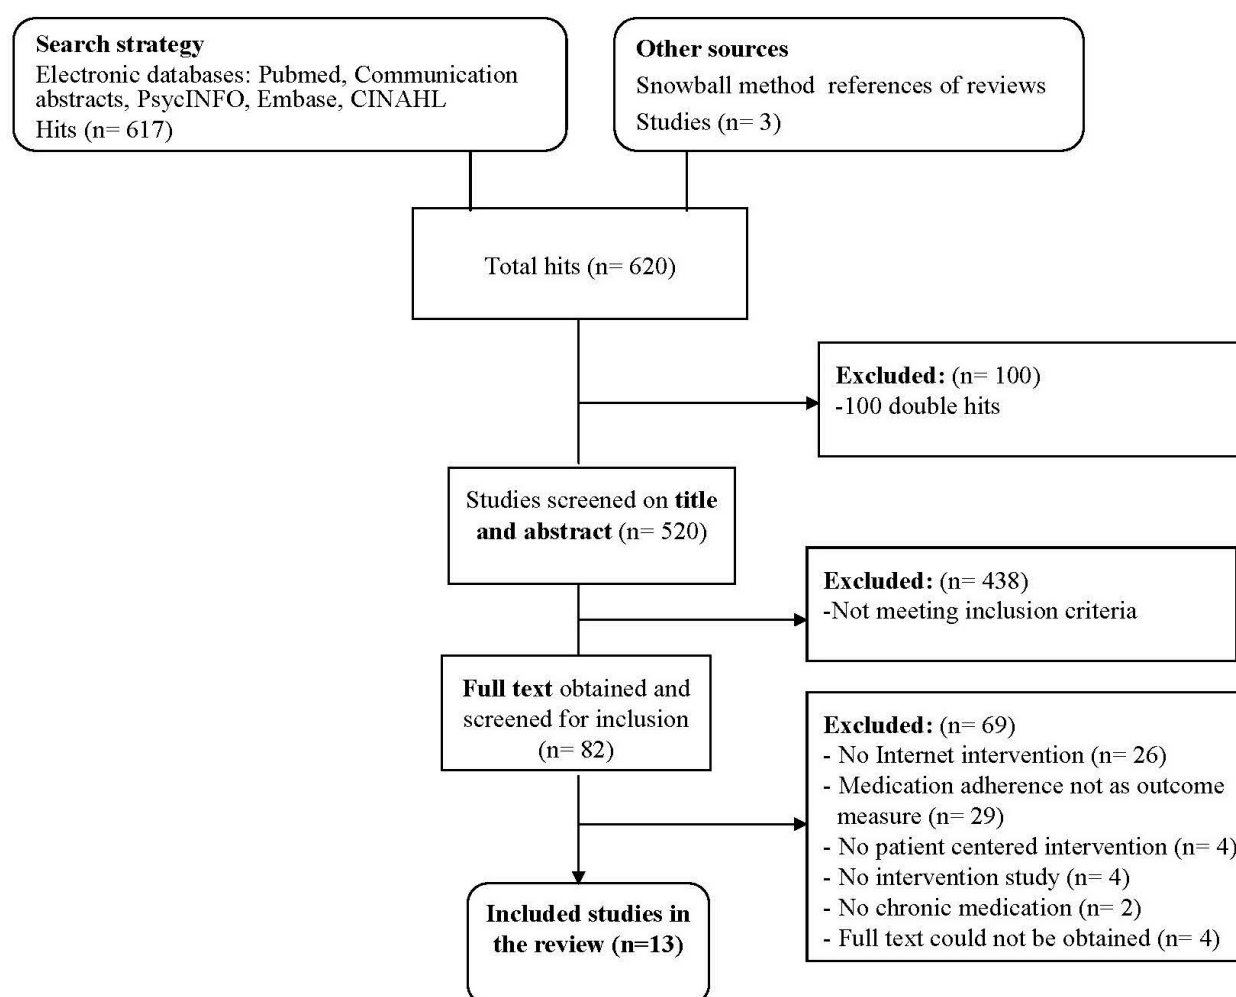 Search strategy
Electronic databases: Pubmed, Communication
abstracts, PsycINFO, Embase, CINAHL
Hits (n= 617)
Other sources
Snowball method references of reviews
Studies (n= 3)
Total hits (n= 620)
Excluded: (n= 100)
-100 double hits
Studies screened on title
and abstract (n= 520)
Excluded: (n= 438)
-Not meeting inclusion criteria
Full text obtained and
screened for inclusion
(n= 82)
Excluded: (n= 69)
- No Internet intervention (n= 26)
- Medication adherence not as outcome
measure (n= 29)
- No patient centered intervention (n= 4)
- No intervention study (n= 4)
- No chronic medication (n= 2)
- Full text could not be obtained (n= 4)
Included studies in
the review (n=13)